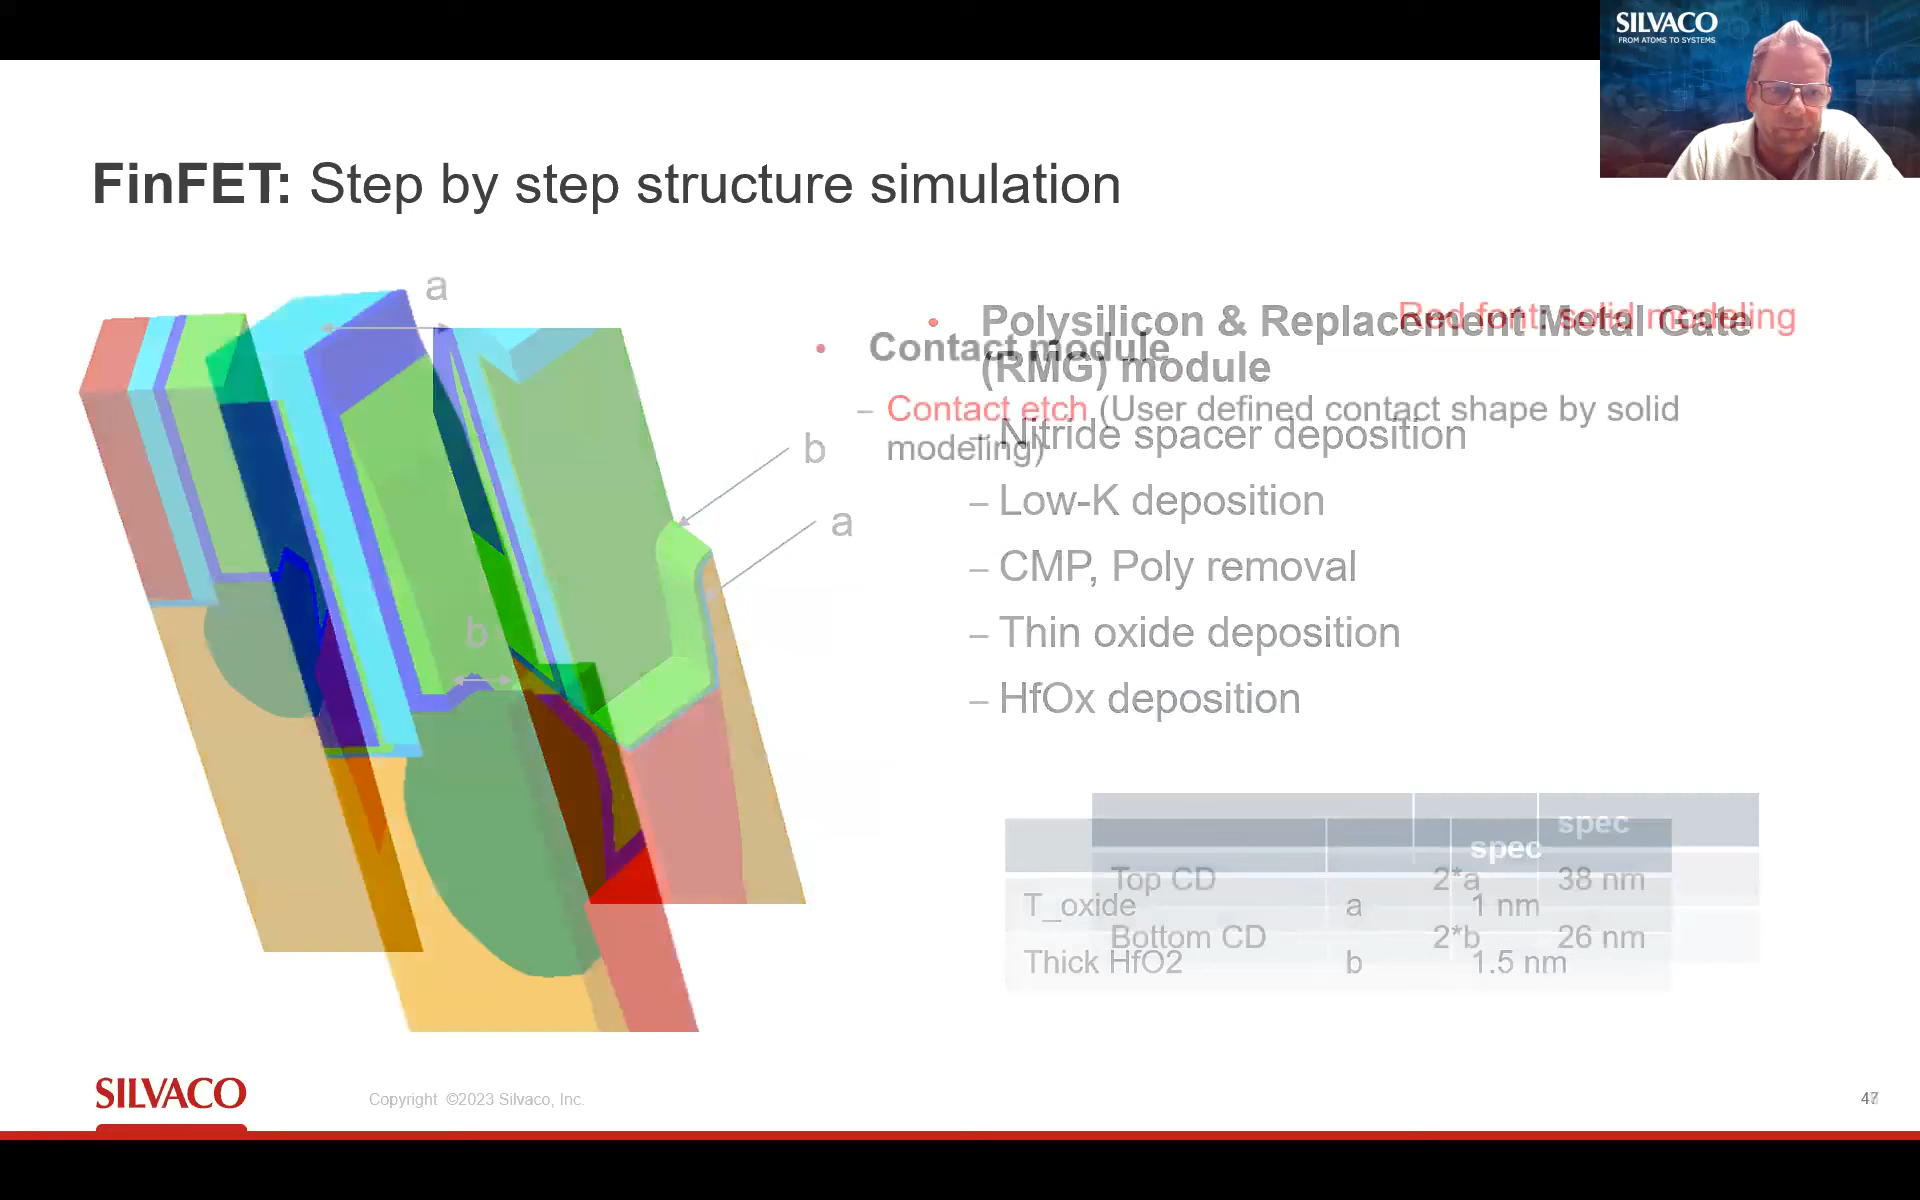 SILVACO
FROM ATOMS TO SYSTEMS
FinFET: Step by step structure simulation
a
b
a
b
Red font: solid modeling
• Polysilicon & Replacement Metal Gate
(RMG) module
• Contact module
– Contact etch (User defined contact shape by solid
modeling)
– Nitride spacer deposition
– Low-K deposition
– CMP, Poly removal
– Thin oxide deposition
– HfOx deposition
spec
Top CD 2*a 38 nm
Bottom CD 2*b 26 nm
spec
T_oxide a 1 nm
Thick HfO2 b 1.5 nm
SILVACO
Copyright ©2023 Silvaco, Inc.